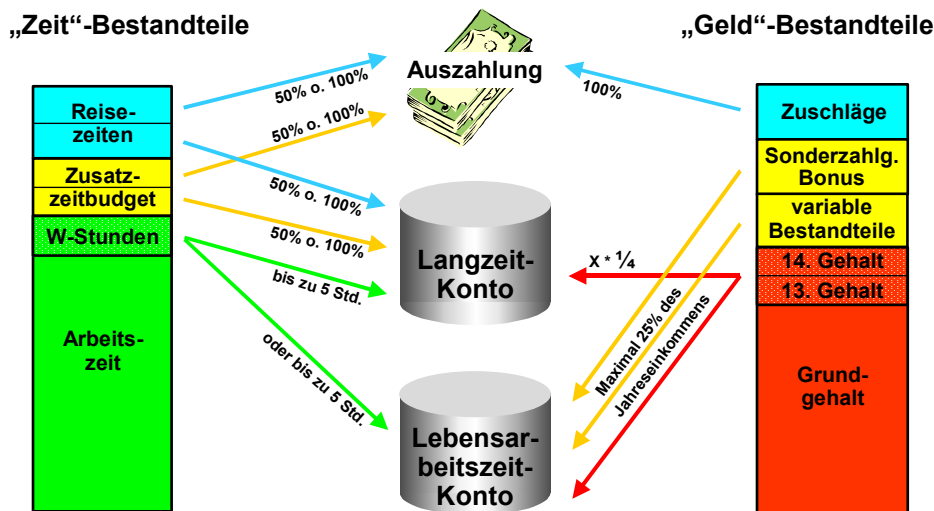 „Zeit“-Bestandteile
„Geld“-Bestandteile
Reise-
zeiten
Zusatz-
zeitbudget
W-Stunden
Arbeits-
zeit
50% o. 100%
50% o. 100%
50% o. 100%
50% o. 100%
bis zu 5 Std.
oder bis zu 5 Std.
Auszahlung
Langzeit-
Konto
Lebensar-
beitszeit-
Konto
100%
x * ¼
Maximal 25% des
Jahreseinkommens
Zuschläge
Sonderzahlg.
Bonus
variable
Bestandteile
14. Gehalt
13. Gehalt
Grund-
gehalt